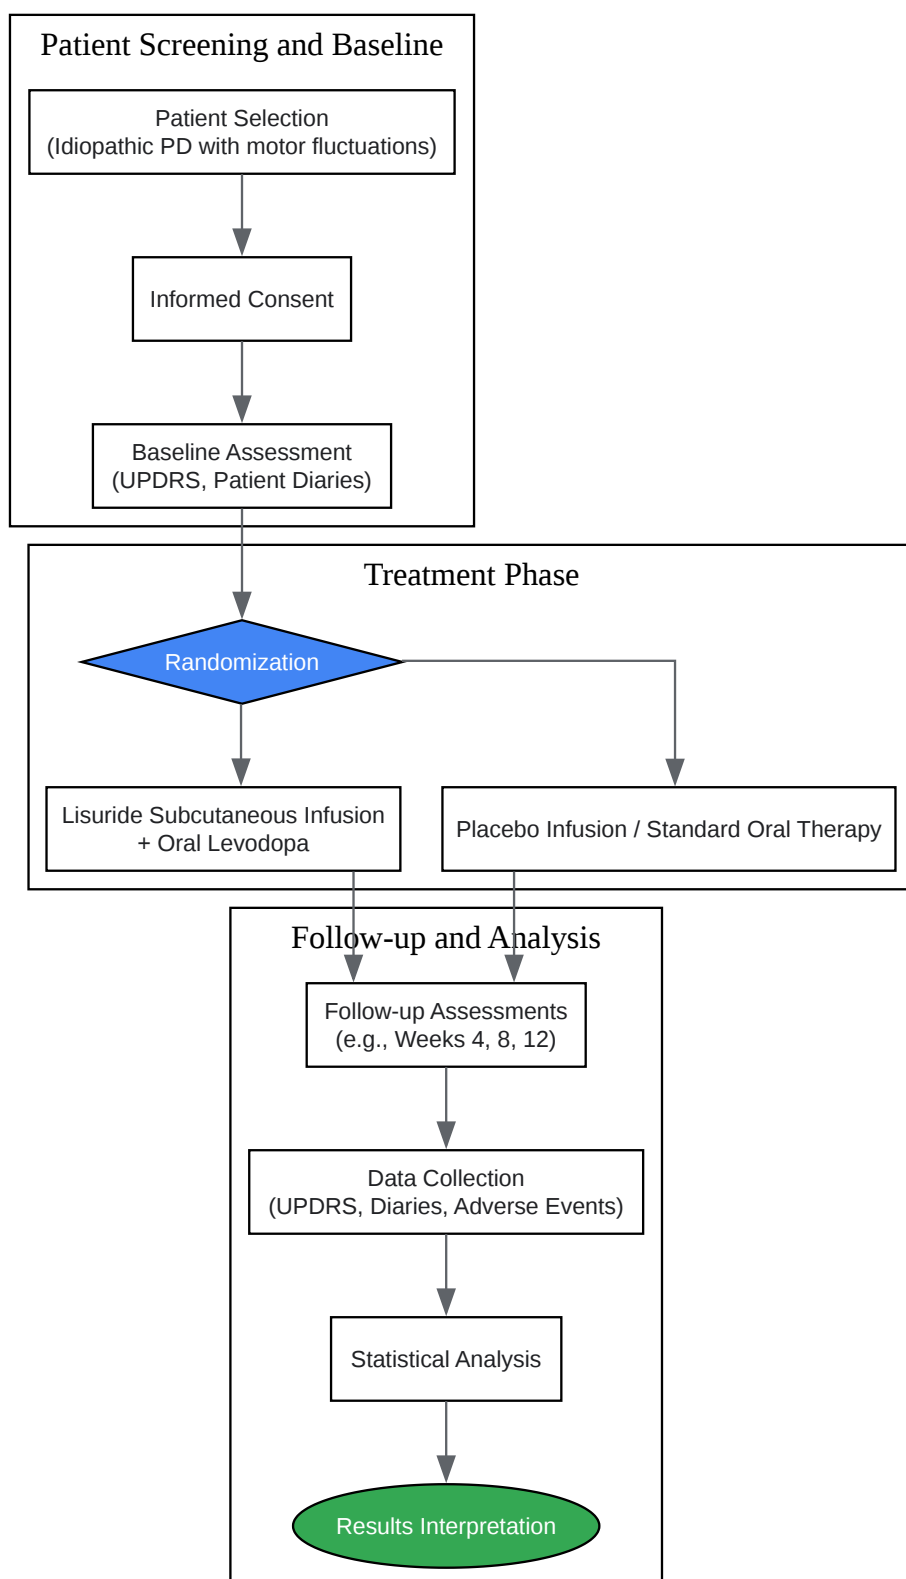 Patient Screening and Baseline
Patient Selection
(Idiopathic PD with motor fluctuations)
Informed Consent
Baseline Assessment
(UPDRS, Patient Diaries)
Treatment Phase
Randomization
Lisuride Subcutaneous Infusion
+ Oral Levodopa
Placebo Infusion / Standard Oral Therapy
Follow-up and Analysis
Follow-up Assessments
(e.g., Weeks 4, 8, 12)
Data Collection
(UPDRS, Diaries, Adverse Events)
Statistical Analysis
Results Interpretation